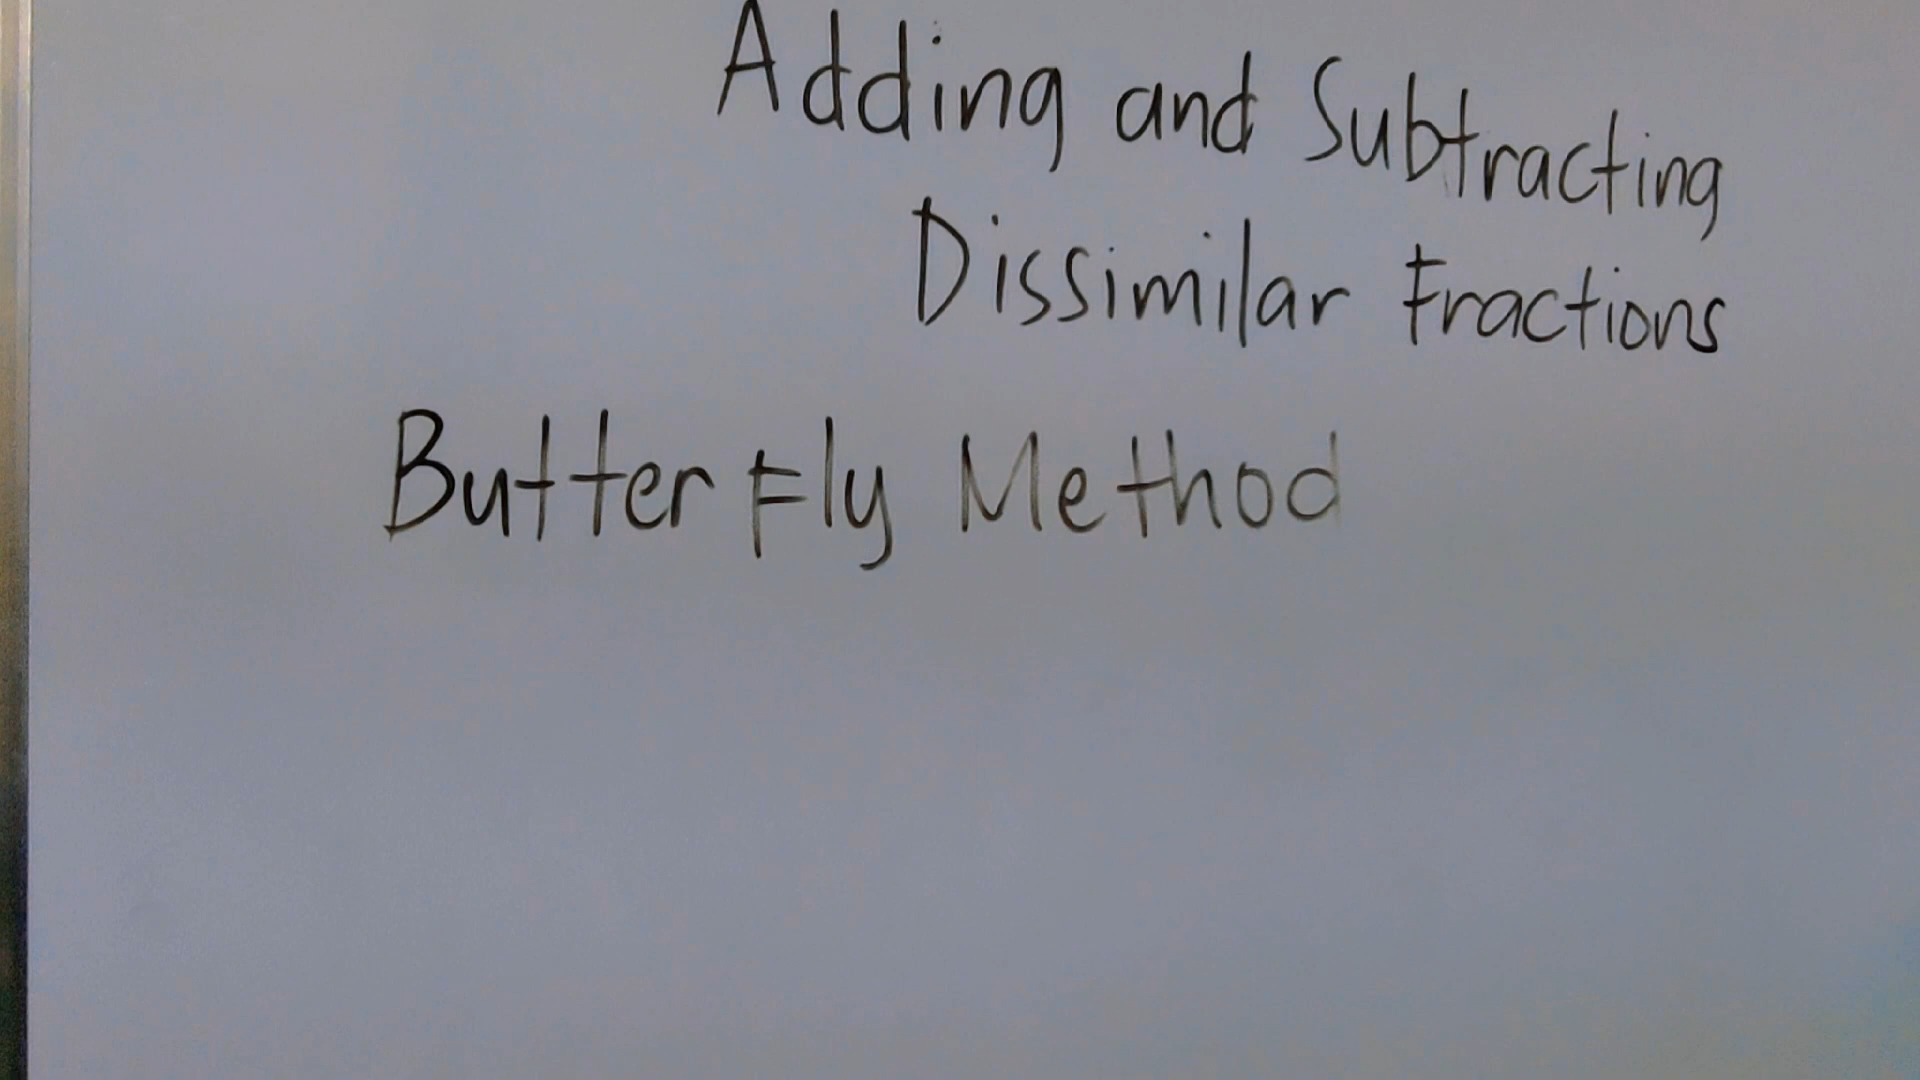 Adding and Subtracting
Dissimilar Fractions
Butterfly Method